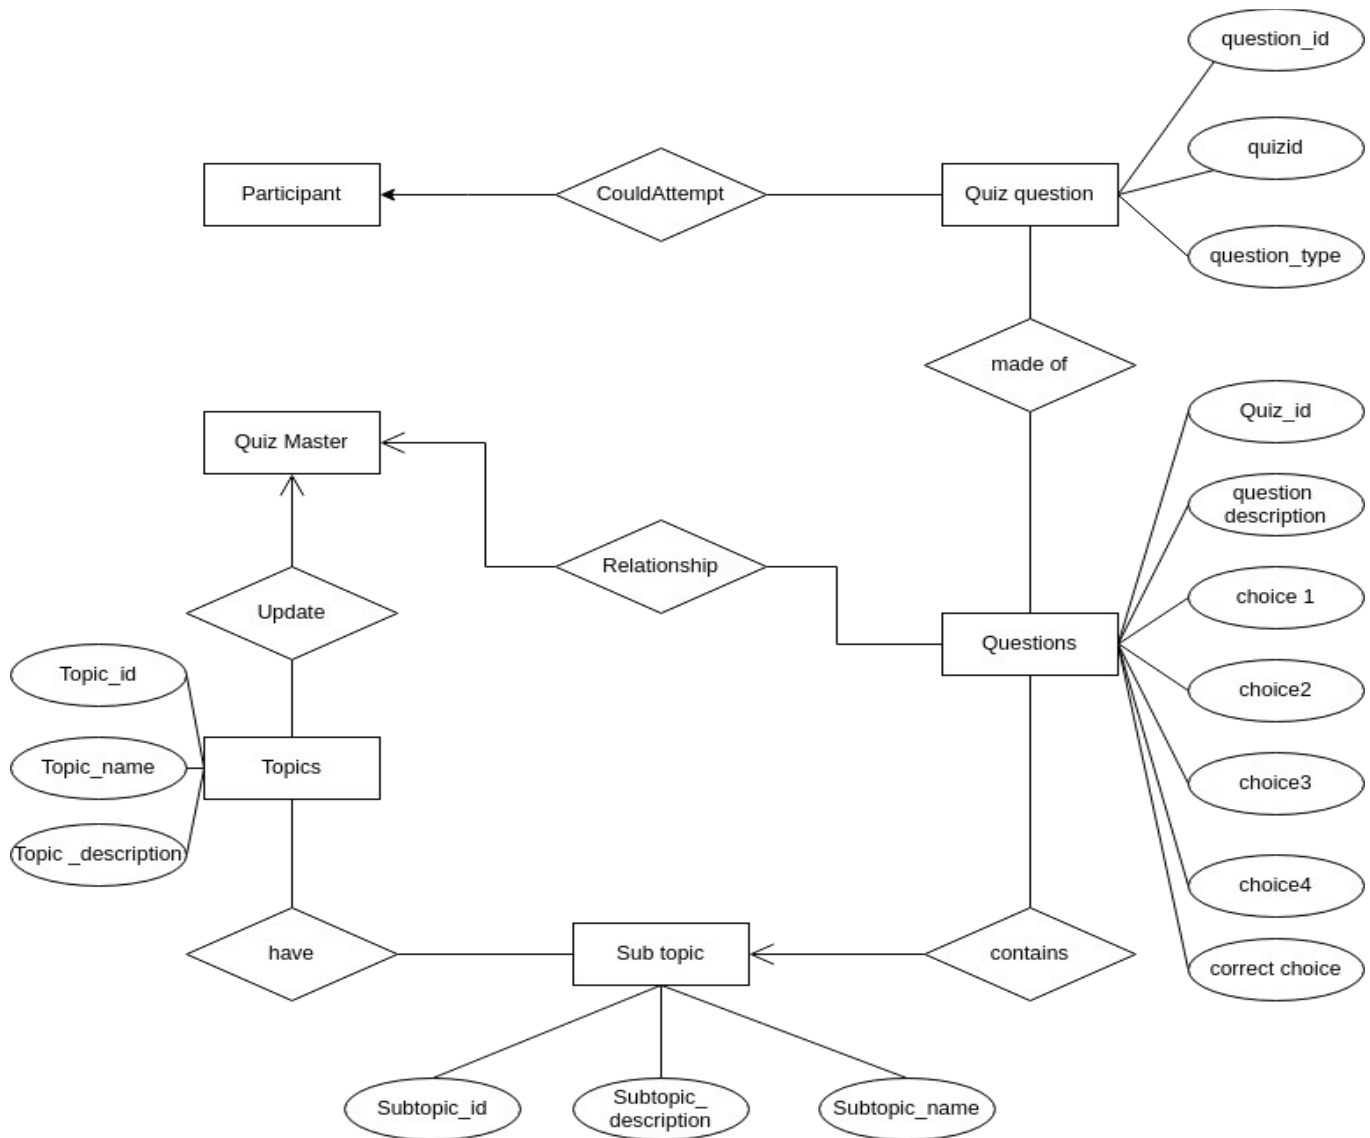 question_id
quizid
question_type
Participant
CouldAttempt
Quiz question
made of
Quiz_id
question
description
choice 1
choice2
choice3
choice4
correct choice
Quiz Master
Relationship
Questions
Update
Topic_id
Topic_name
Topic _description
Topics
have
Sub topic
contains
Subtopic_id
Subtopic_
description
Subtopic_name